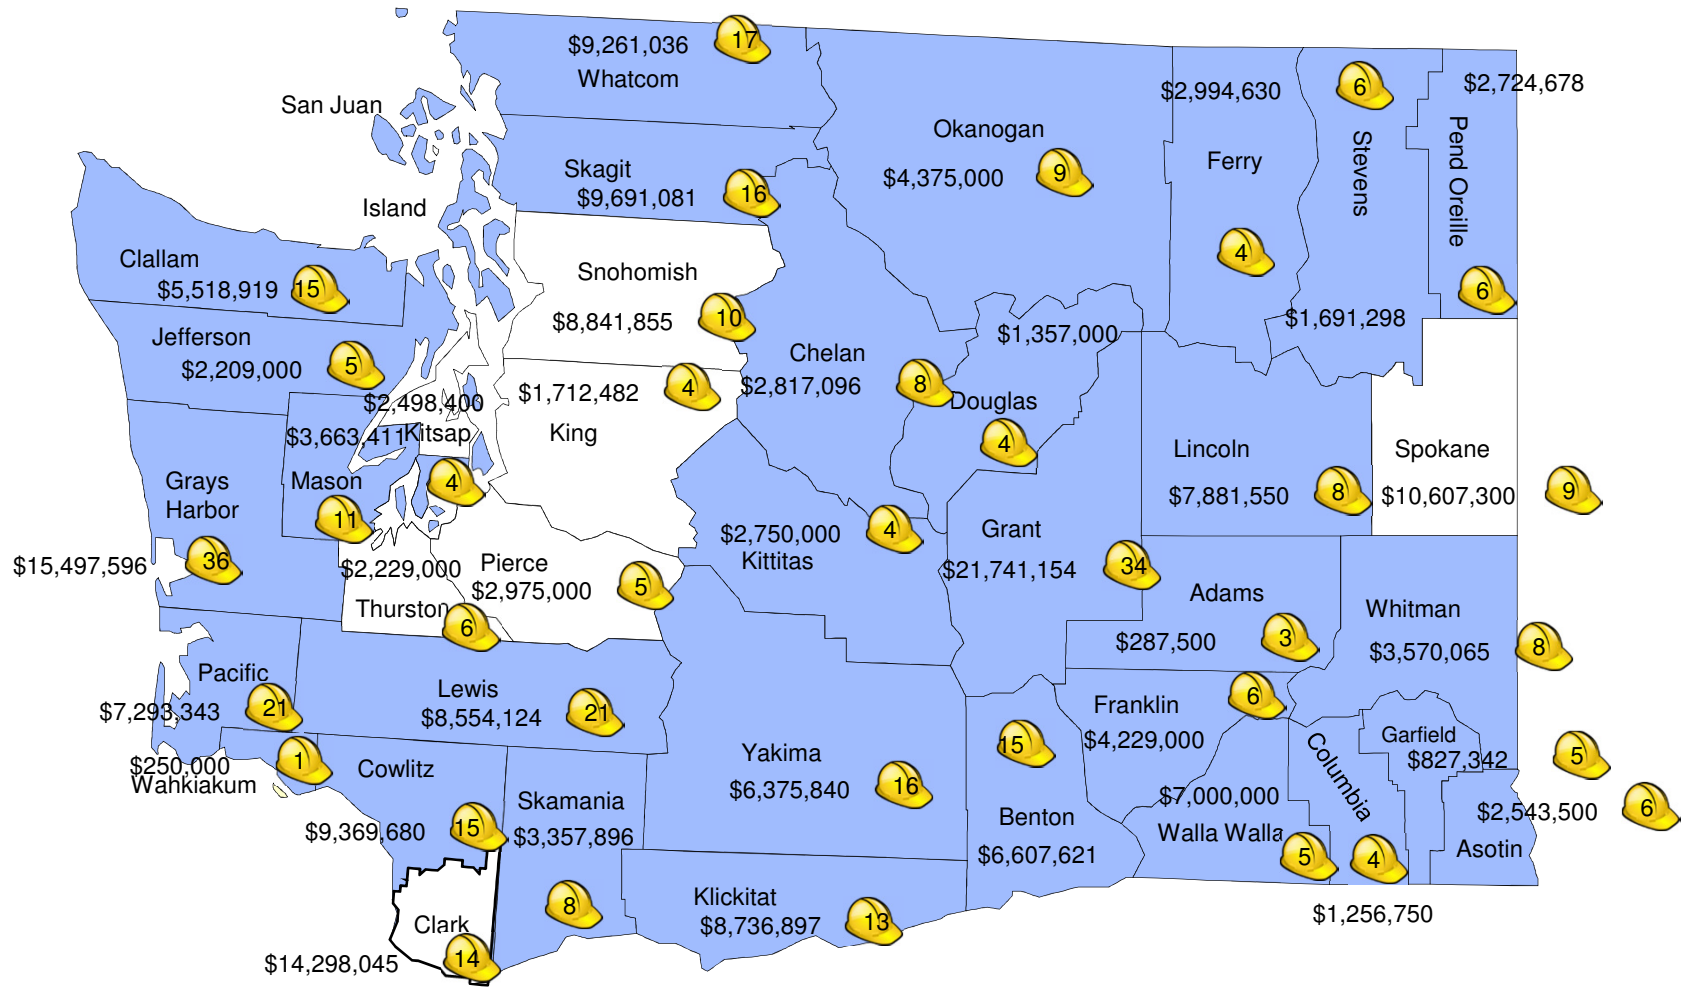 $9,261,036
17
Whatcom
San Juan
$2,994,630
6
$2,724,678
Okanogan
Skagit
$9,691,081
16
$4,375,000
9
Ferry
Stevens
Pend Oreille
Island
4
Clallam
$5,518,919
15
Snohomish
$8,841,855
10
6
$1,691,298
$1,357,000
Jefferson
$2,209,000
5
Chelan
$2,817,096
8
$1,712,482
4
King
$2,498,400
Kitsap
4
$3,663,411
Mason
11
Douglas
4
Lincoln
$7,881,550
8
Spokane
$10,607,300
9
Grays
Harbor
36
$15,497,596
$2,750,000
4
Kittitas
Grant
$21,741,154
34
$2,229,000
Thurston
6
Pierce
$2,975,000
5
Adams
$287,500
3
Whitman
$3,570,065
8
Pacific
21
$7,293,343
Lewis
$8,554,124
21
Franklin
6
$4,229,000
15
Benton
$6,607,621
Garfield
$827,342
5
$250,000
1
Wahkiakum
Cowlitz
$9,369,680
15
Skamania
$3,357,896
8
Yakima
$6,375,840
16
$7,000,000
Walla Walla
5
Columbia
4
$1,256,750
$2,543,500
6
Asotin
Klickitat
$8,736,897
13
Clark
14
$14,298,045